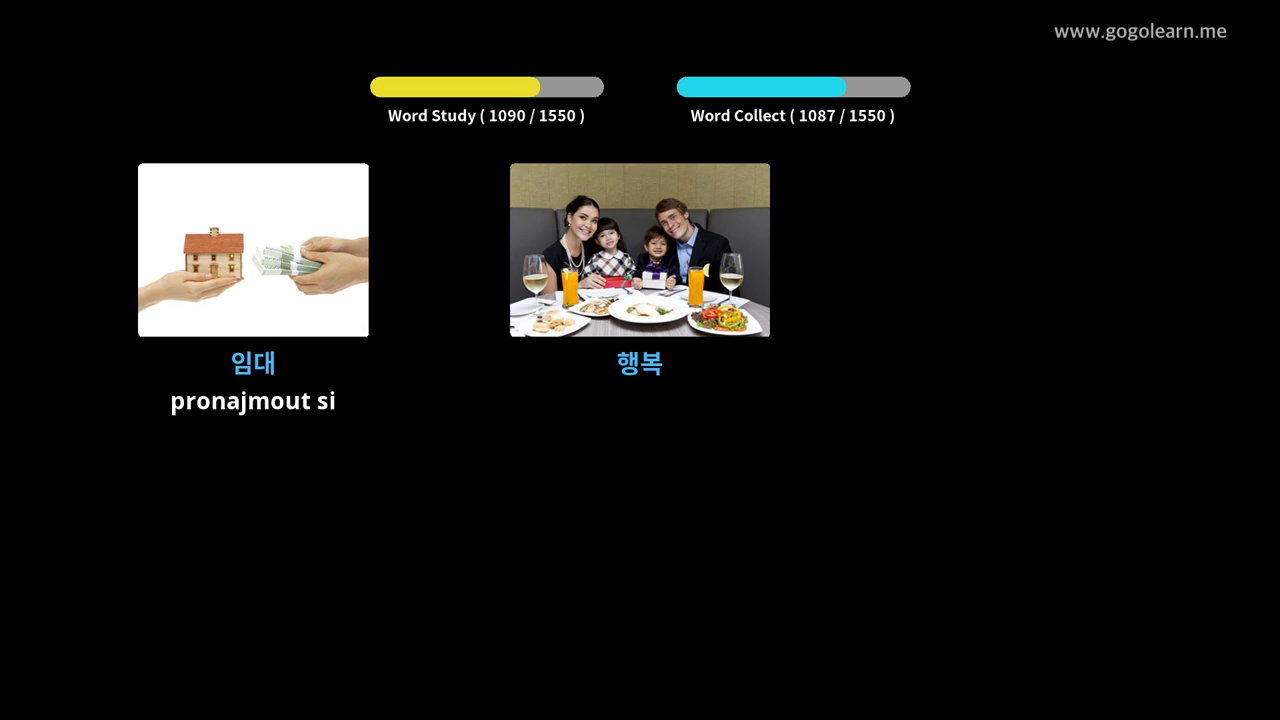 www.gogolearn.me
Word Study ( 1090 / 1550 )
Word Collect ( 1087 / 1550 )
임대
행복
pronajmout si